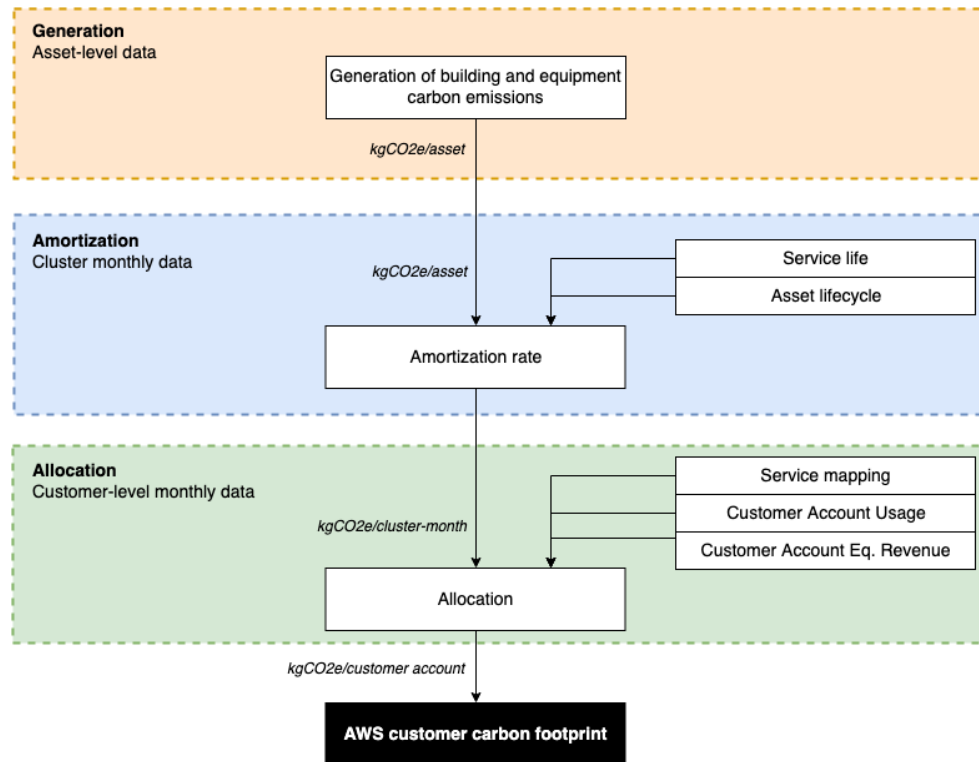 Generation
Asset-level data
Generation of building and equipment
carbon emissions
kgCO2e/asset
Amortization
Cluster monthly data
kgCO2e/asset
Service life
Asset lifecycle
Amortization rate
Allocation
Customer-level monthly data
Service mapping
Customer Account Usage
Customer Account Eq. Revenue
kgCO2e/cluster-month
Allocation
kgCO2e/customer account
AWS customer carbon footprint